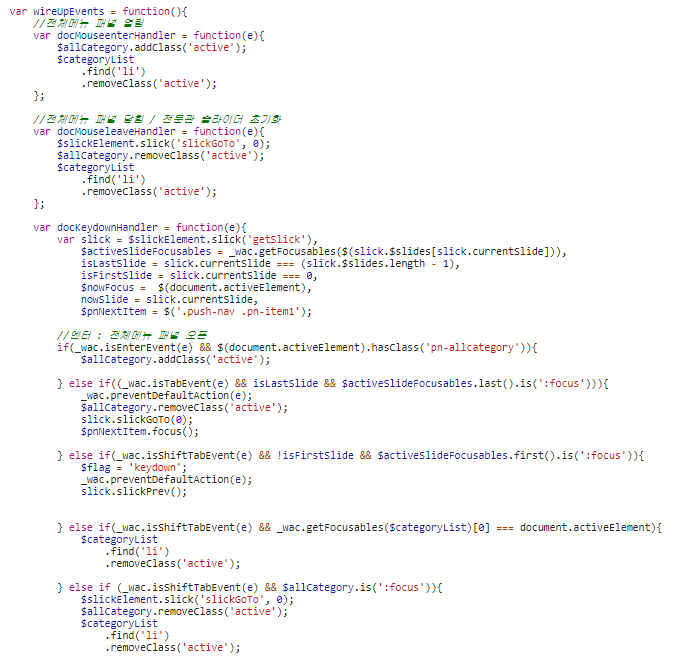 var wireUpEvents = function(){
    //전체메뉴 패널 열림
    var docMouseenterHandler = function(e){
        $allCategory.addClass('active');
        $categoryList
            .find('li')
            .removeClass('active');
    };

    //전체메뉴 패널 닫힘 / 전문관 슬라이더 초기화
    var docMouseleaveHandler = function(e){
        $slickElement.slick('slickGoTo', 0);
        $allCategory.removeClass('active');
        $categoryList
            .find('li')
            .removeClass('active');
    };

    var docKeydownHandler = function(e){
        var slick = $slickElement.slick('getSlick'),
            $activeSlideFocusables = _wac.getFocusables($(slick.$slides[slick.currentSlide])),
            isLastSlide = slick.currentSlide === (slick.$slides.length - 1),
            isFirstSlide = slick.currentSlide === 0,
            $nowFocus =  $(document.activeElement),
            nowSlide = slick.currentSlide,
            $pnNextItem = $('.push-nav .pn-item1');

        //엔터 : 전체메뉴 패널 오픈
        if(_wac.isEnterEvent(e) && $(document.activeElement).hasClass('pn-allcategory')){
            $allCategory.addClass('active');

        } else if((_wac.isTabEvent(e) && isLastSlide && $activeSlideFocusables.last().is(':focus'))){
            _wac.preventDefaultAction(e);
            $allCategory.removeClass('active');
            slick.slickGoTo(0);
            $pnNextItem.focus();

        } else if(_wac.isShiftTabEvent(e) && !isFirstSlide && $activeSlideFocusables.first().is(':focus')){
            $flag = 'keydown';
            _wac.preventDefaultAction(e);
            slick.slickPrev();


        } else if(_wac.isShiftTabEvent(e) && _wac.getFocusables($categoryList)[0] === document.activeElement){
            $categoryList
                .find('li')
                .removeClass('active');

        } else if (_wac.isShiftTabEvent(e) && $allCategory.is(':focus')){
            $slickElement.slick('slickGoTo', 0);
            $allCategory.removeClass('active');
            $categoryList
                .find('li')
                .removeClass('active');